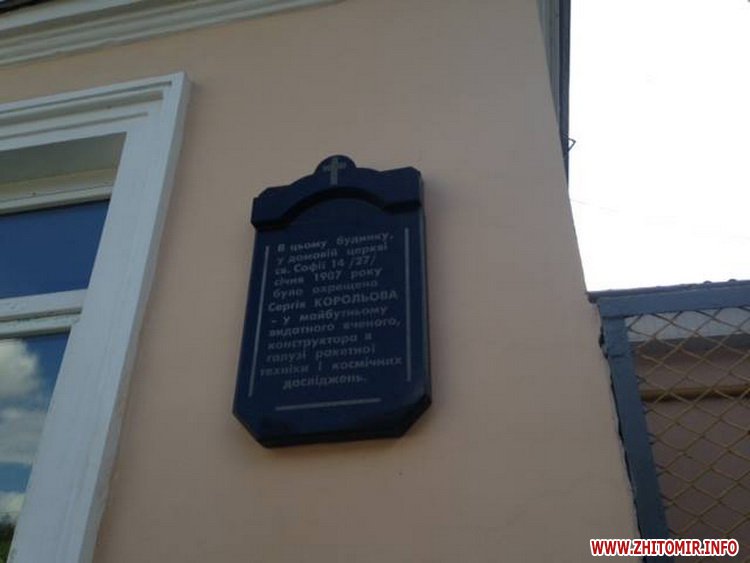 В цьому будинку,
у домовій церкві
св. Софії 14 /27/
січня 1907 року
було охрещено
Сергія КОРОЛЬОВА
- у майбутньому
видатного вченого,
конструктора в
галузі ракетної
техніки і космічних
досліджень.
WWW.ZHITOMIR.INFO